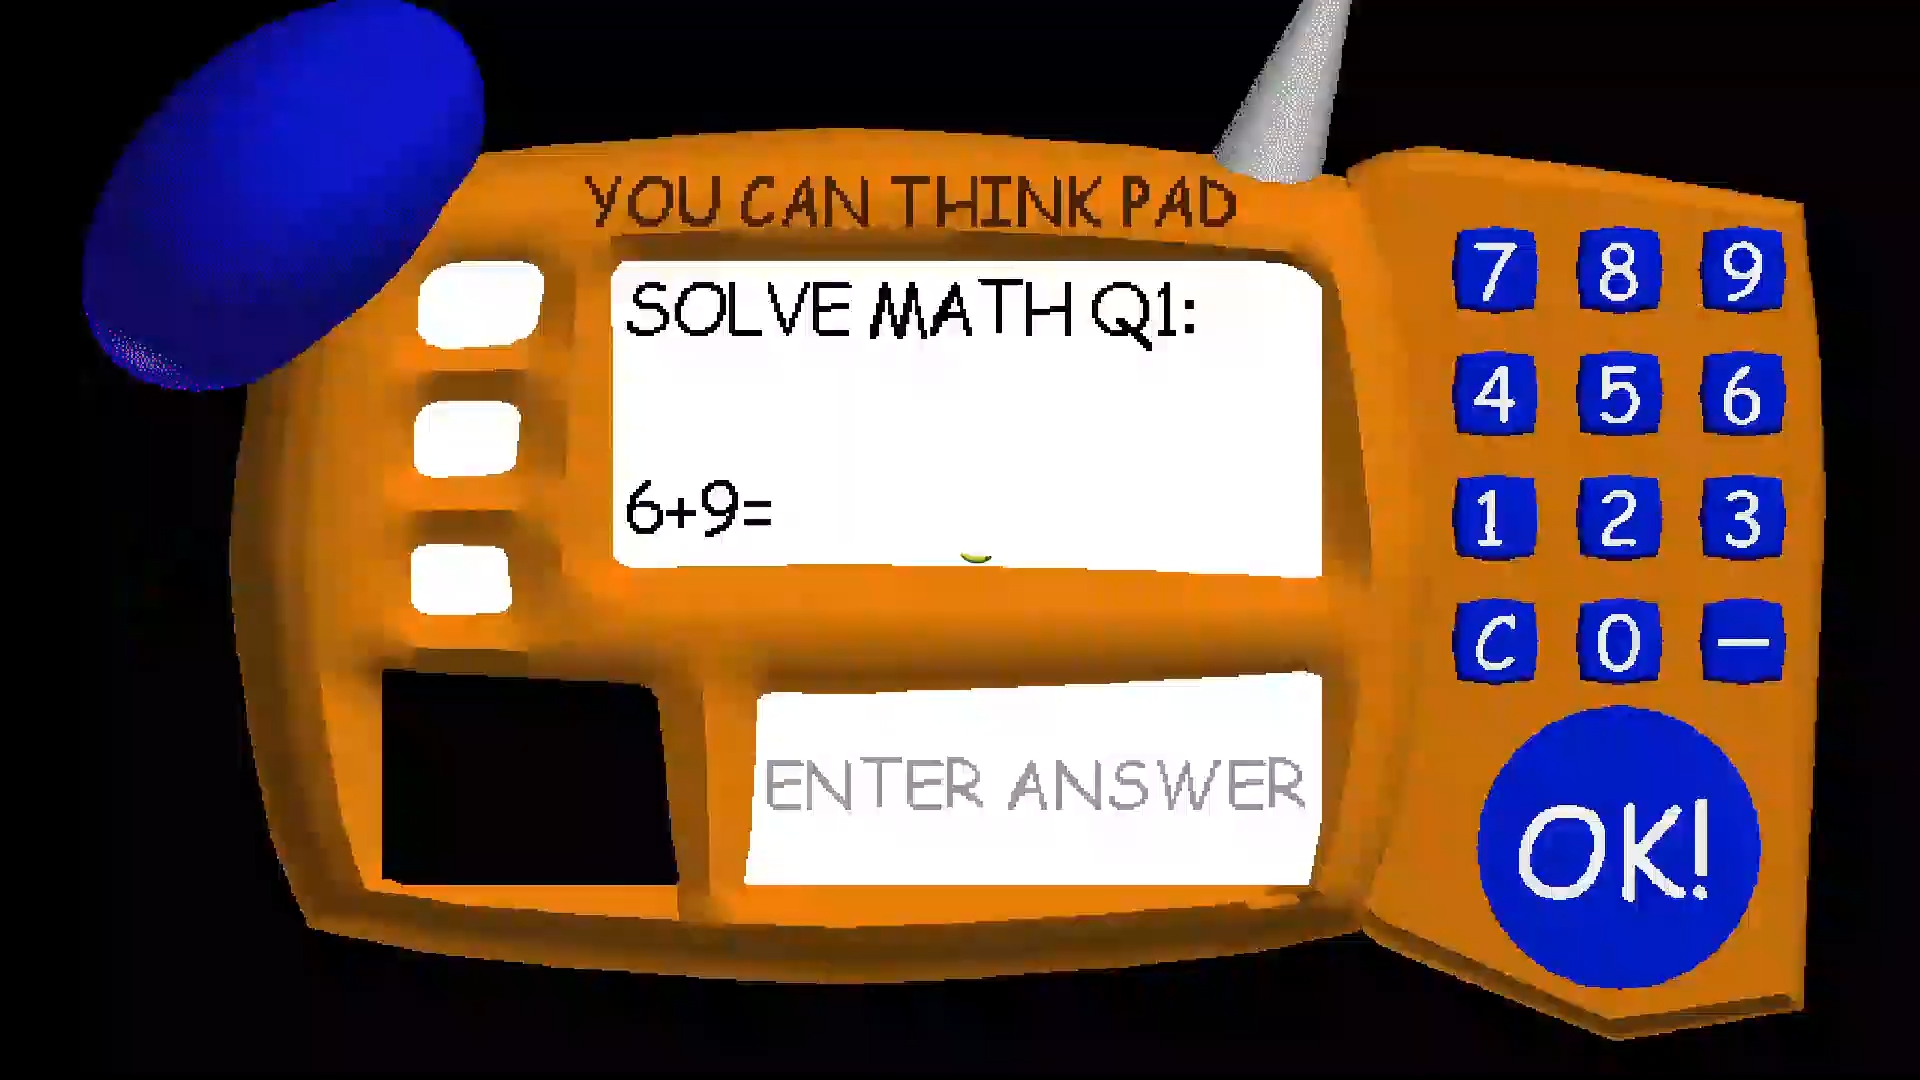 YOU CAN THINK PAD
SOLVE MATH Q1:
6+9=
ENTER ANSWER
7 8 9
4 5 6
1 2 3
C 0 −
OK!